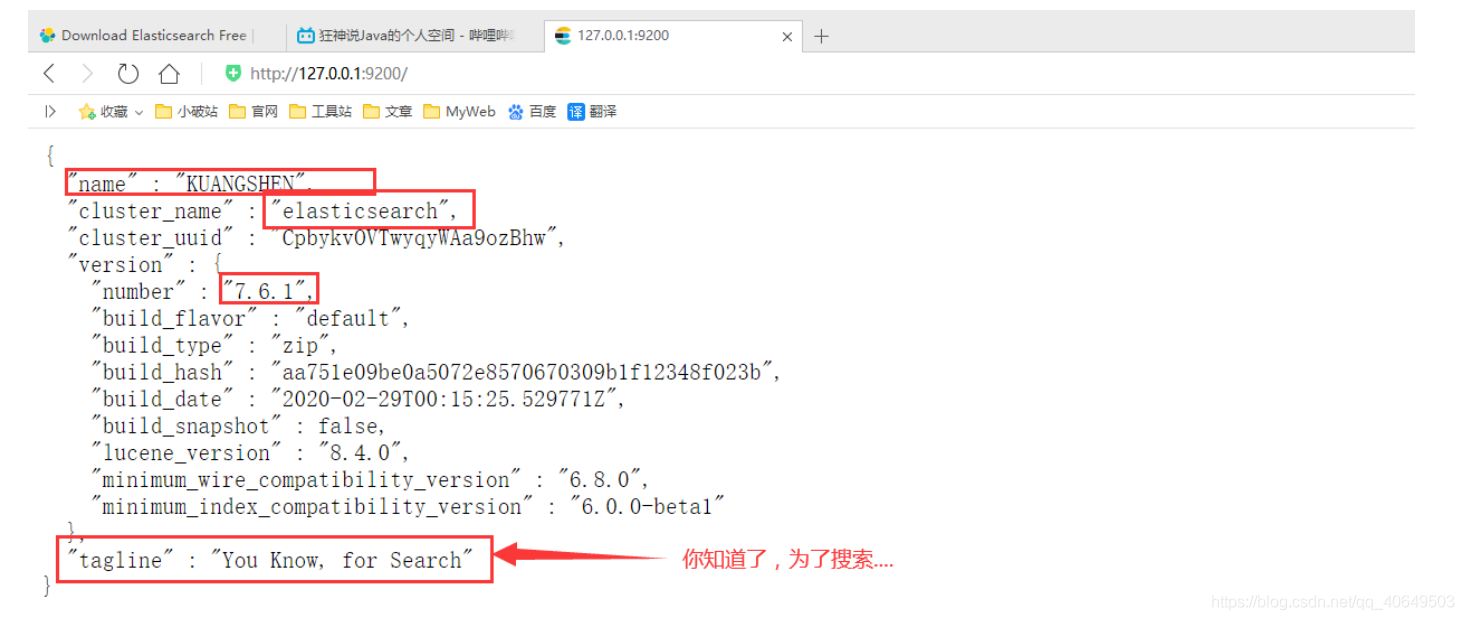 Download Elasticsearch Free
狂神说Java的个人空间 - 哔哩哔
127.0.0.1:9200
http://127.0.0.1:9200/
收藏 小破站 官网 工具站 文章 MyWeb 百度 译 翻译
{
"name" : "KUANGSHEN",
"cluster_name" : "elasticsearch",
"cluster_uuid" : "CpbykvOVTwyqyWAa9ozBhw",
"version" : {
"number" : "7.6.1",
"build_flavor" : "default",
"build_type" : "zip",
"build_hash" : "aa751e09be0a5072e8570670309b1f12348f023b",
"build_date" : "2020-02-29T00:15:25.529771Z",
"build_snapshot" : false,
"lucene_version" : "8.4.0",
"minimum_wire_compatibility_version" : "6.8.0",
"minimum_index_compatibility_version" : "6.0.0-beta1"
},
"tagline" : "You Know, for Search"
你知道了，为了搜索....
}
https://blog.csdn.net/qq_40649503